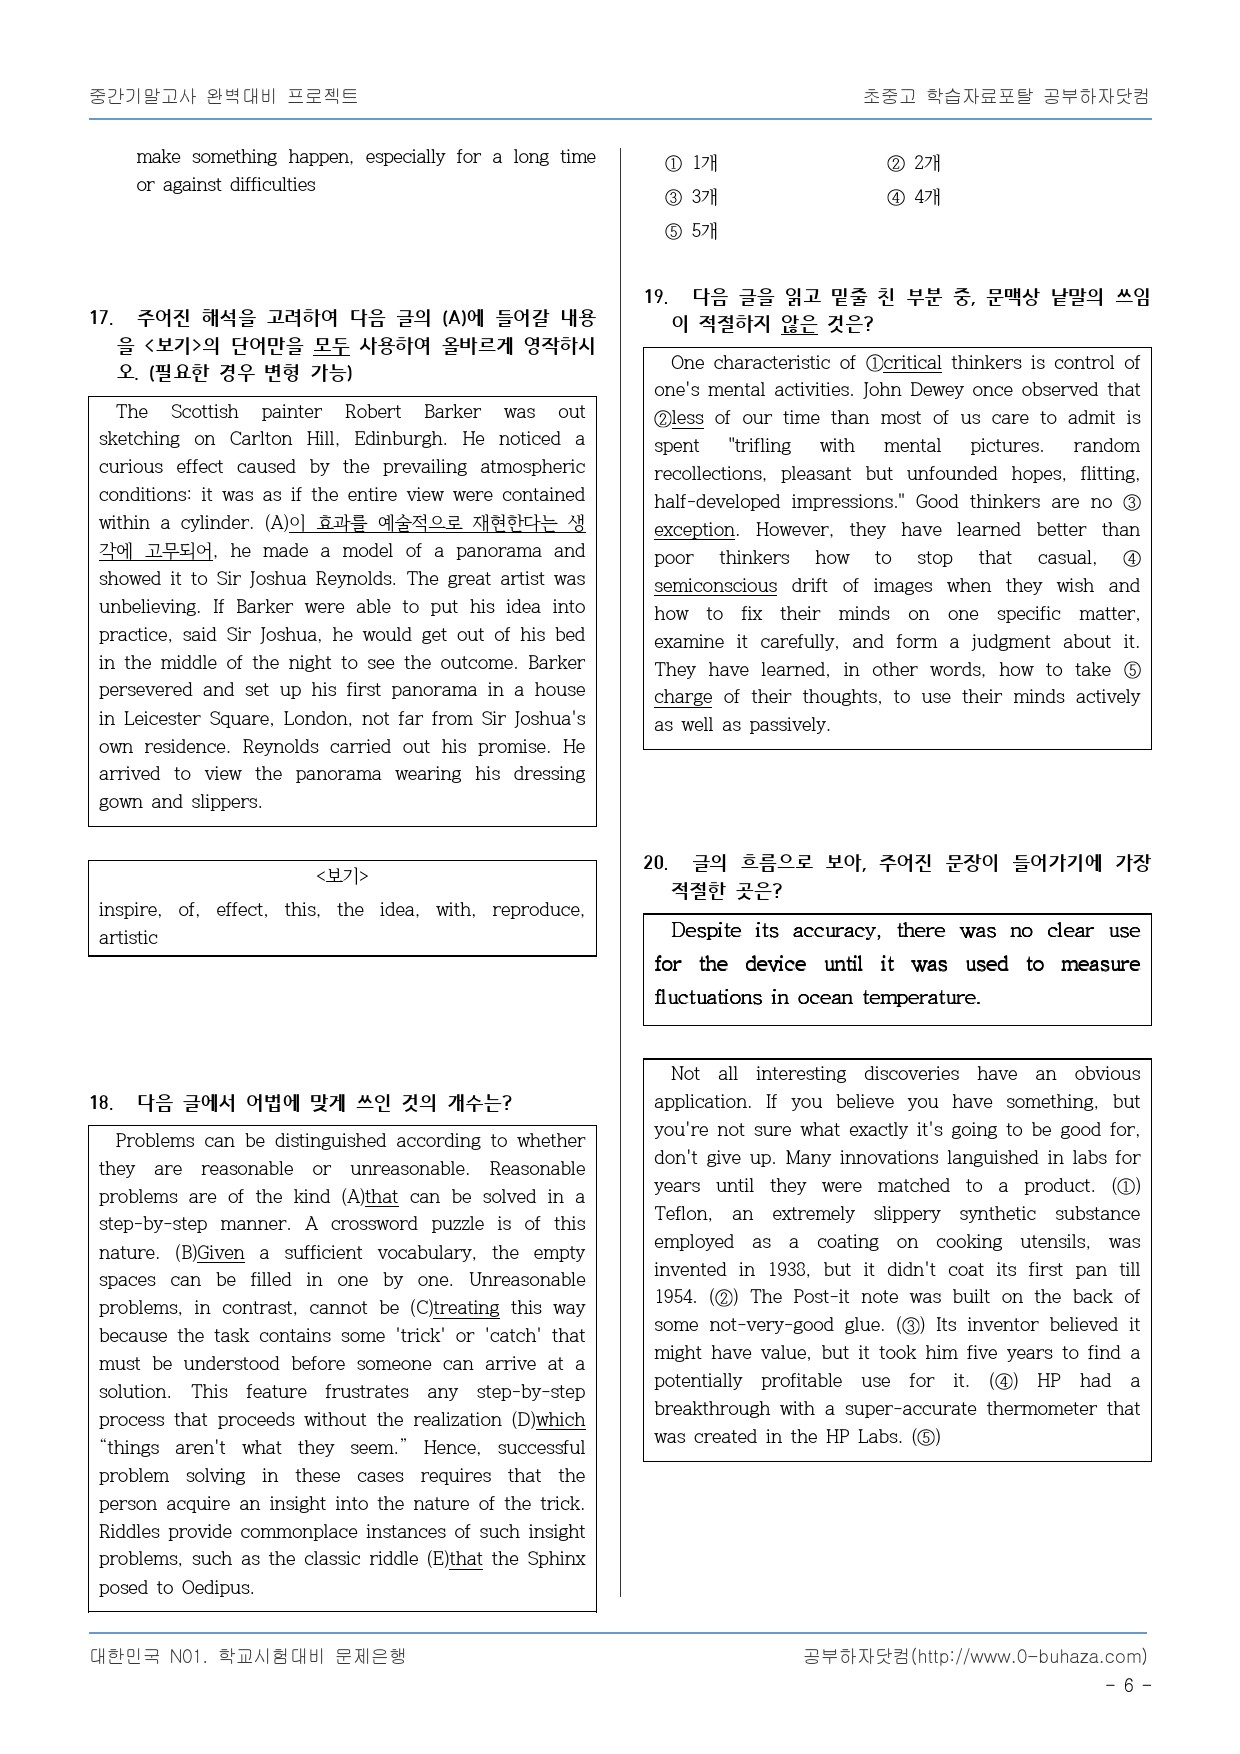 중간기말고사 완벽대비 프로젝트
초중고 학습자료포탈 공부하자닷컴
make something happen, especially for a long time
or against difficulties
17. 주어진 해석을 고려하여 다음 글의 (A)에 들어갈 내용
을 <보기>의 단어만을 모두 사용하여 올바르게 영작하시
오. (필요한 경우 변형 가능)
The Scottish painter Robert Barker was out
sketching on Carlton Hill, Edinburgh. He noticed a
curious effect caused by the prevailing atmospheric
conditions: it was as if the entire view were contained
within a cylinder. (A)이 효과를 예술적으로 재현한다는 생
각에 고무되어, he made a model of a panorama and
showed it to Sir Joshua Reynolds. The great artist was
unbelieving. If Barker were able to put his idea into
practice, said Sir Joshua, he would get out of his bed
in the middle of the night to see the outcome. Barker
persevered and set up his first panorama in a house
in Leicester Square, London, not far from Sir Joshua's
own residence. Reynolds carried out his promise. He
arrived to view the panorama wearing his dressing
gown and slippers.
<보기>
inspire, of, effect, this, the idea, with, reproduce,
artistic
18. 다음 글에서 어법에 맞게 쓰인 것의 개수는?
Problems can be distinguished according to whether
they are reasonable or unreasonable. Reasonable
problems are of the kind (A)that can be solved in a
step-by-step manner. A crossword puzzle is of this
nature. (B)Given a sufficient vocabulary, the empty
spaces can be filled in one by one. Unreasonable
problems, in contrast, cannot be (C)treating this way
because the task contains some 'trick' or 'catch' that
must be understood before someone can arrive at a
solution. This feature frustrates any step-by-step
process that proceeds without the realization (D)which
“things aren't what they seem.” Hence, successful
problem solving in these cases requires that the
person acquire an insight into the nature of the trick.
Riddles provide commonplace instances of such insight
problems, such as the classic riddle (E)that the Sphinx
posed to Oedipus.
① 1개 ② 2개
③ 3개 ④ 4개
⑤ 5개
19. 다음 글을 읽고 밑줄 친 부분 중, 문맥상 낱말의 쓰임
이 적절하지 않은 것은?
One characteristic of ①critical thinkers is control of
one's mental activities. John Dewey once observed that
②less of our time than most of us care to admit is
spent "trifling with mental pictures. random
recollections, pleasant but unfounded hopes, flitting,
half-developed impressions." Good thinkers are no ③
exception. However, they have learned better than
poor thinkers how to stop that casual, ④
semiconscious drift of images when they wish and
how to fix their minds on one specific matter,
examine it carefully, and form a judgment about it.
They have learned, in other words, how to take ⑤
charge of their thoughts, to use their minds actively
as well as passively.
20. 글의 흐름으로 보아, 주어진 문장이 들어가기에 가장
적절한 곳은?
Despite its accuracy, there was no clear use
for the device until it was used to measure
fluctuations in ocean temperature.
Not all interesting discoveries have an obvious
application. If you believe you have something, but
you're not sure what exactly it's going to be good for,
don't give up. Many innovations languished in labs for
years until they were matched to a product. (①)
Teflon, an extremely slippery synthetic substance
employed as a coating on cooking utensils, was
invented in 1938, but it didn't coat its first pan till
1954. (②) The Post-it note was built on the back of
some not-very-good glue. (③) Its inventor believed it
might have value, but it took him five years to find a
potentially profitable use for it. (④) HP had a
breakthrough with a super-accurate thermometer that
was created in the HP Labs. (⑤)
대한민국 N01. 학교시험대비 문제은행
공부하자닷컴(http://www.0-buhaza.com)
- 6 -